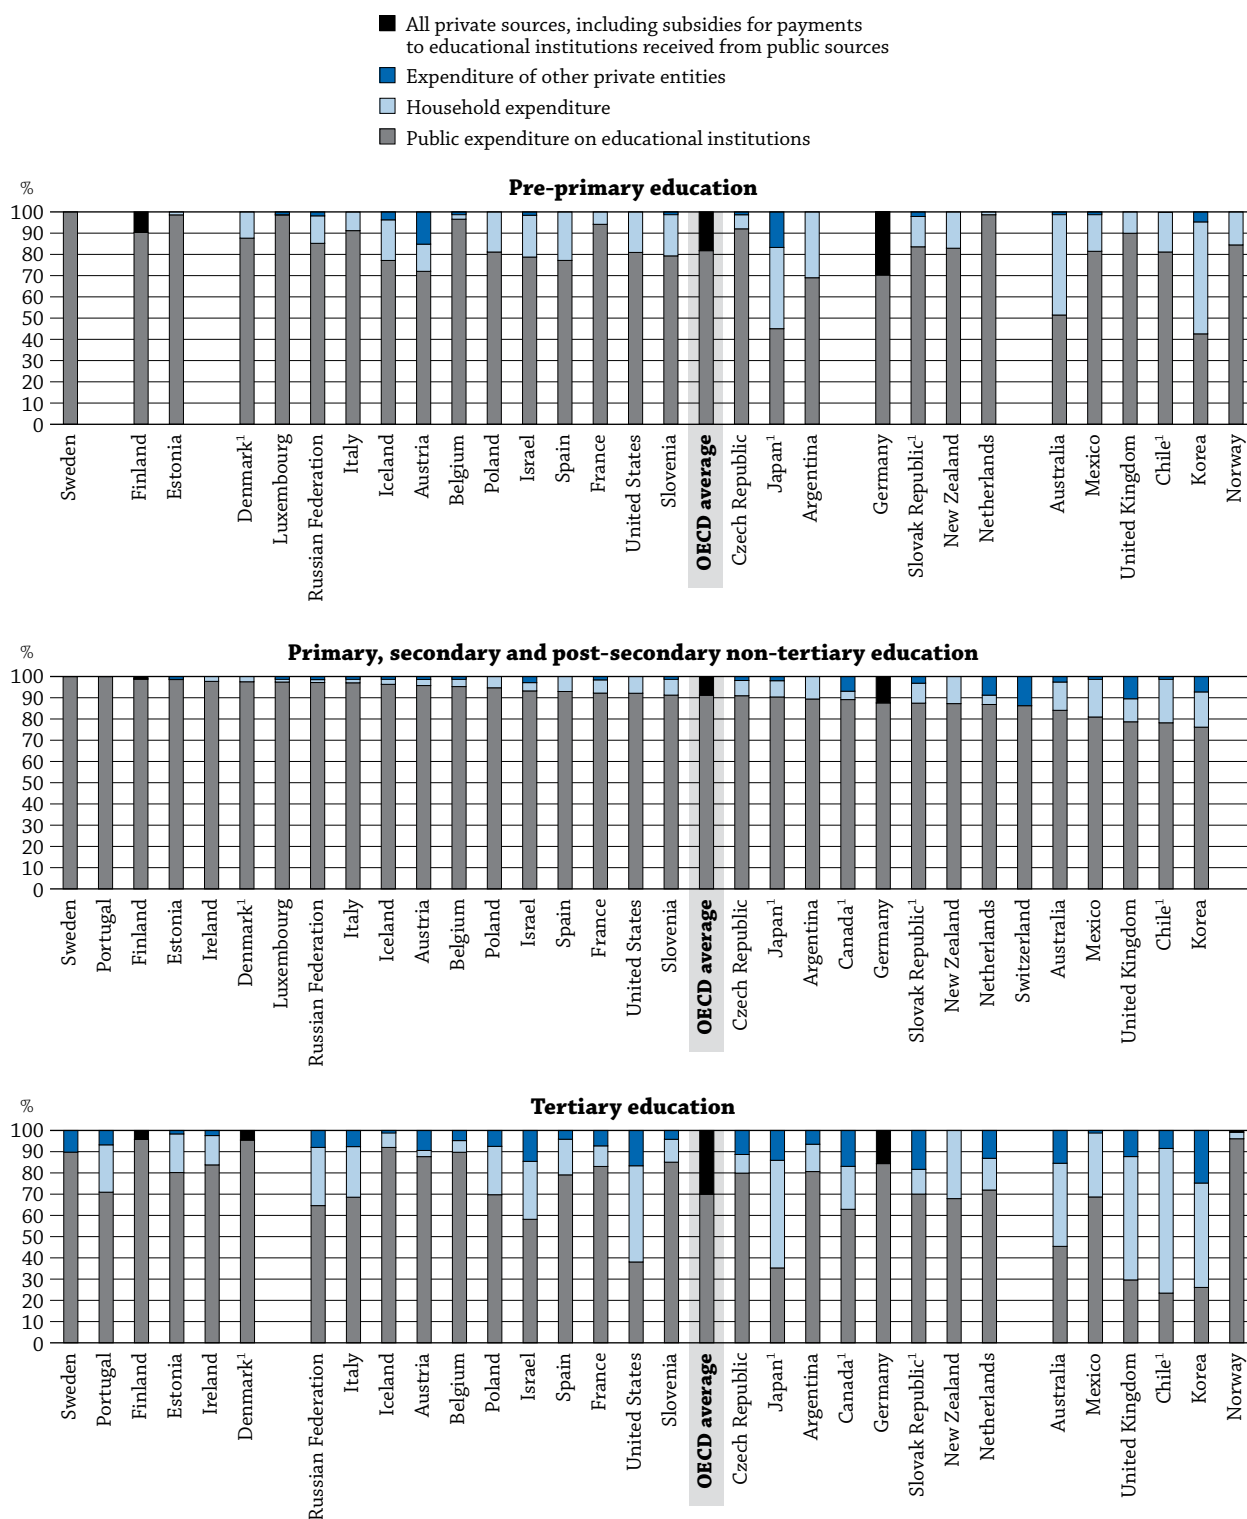 All private sources, including subsidies for payments
to educational institutions received from public sources
Expenditure of other private entities
Household expenditure
Public expenditure on educational institutions
%
Pre-primary education
100
90
80
70
60
50
40
30
20
10
0
Sweden
Finland
Estonia
Denmark¹
Luxembourg
Russian Federation
Italy
Iceland
Austria
Belgium
Poland
Israel
Spain
France
United States
Slovenia
OECD average
Czech Republic
Japan¹
Argentina
Germany
Slovak Republic¹
New Zealand
Netherlands
Australia
Mexico
United Kingdom
Chile¹
Korea
Norway
%
Primary, secondary and post-secondary non-tertiary education
100
90
80
70
60
50
40
30
20
10
0
Sweden
Portugal
Finland
Estonia
Ireland
Denmark¹
Luxembourg
Russian Federation
Italy
Iceland
Austria
Belgium
Poland
Israel
Spain
France
United States
Slovenia
OECD average
Czech Republic
Japan¹
Argentina
Canada¹
Germany
Slovak Republic¹
New Zealand
Netherlands
Switzerland
Australia
Mexico
United Kingdom
Chile¹
Korea
%
Tertiary education
100
90
80
70
60
50
40
30
20
10
0
Sweden
Portugal
Finland
Estonia
Ireland
Denmark¹
Russian Federation
Italy
Iceland
Austria
Belgium
Poland
Israel
Spain
France
United States
Slovenia
OECD average
Czech Republic
Japan¹
Argentina
Canada¹
Germany
Slovak Republic¹
New Zealand
Netherlands
Australia
Mexico
United Kingdom
Chile¹
Korea
Norway